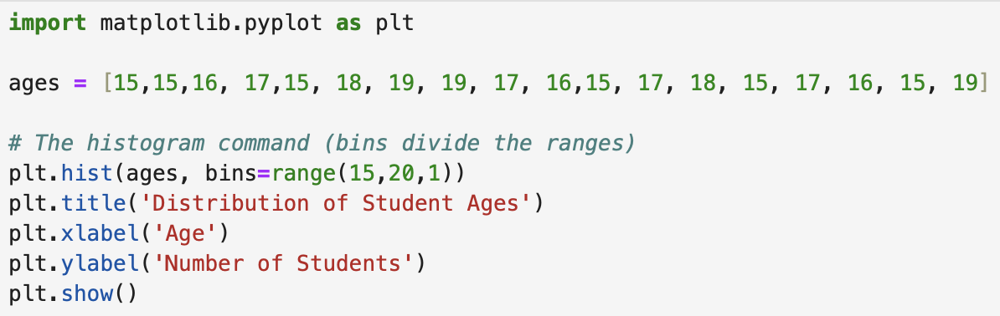 import matplotlib.pyplot as plt
ages = [15,15,16, 17,15, 18, 19, 19, 17, 16,15, 17, 18, 15, 17, 16, 15, 19]
# The histogram command (bins divide the ranges)
plt.hist(ages, bins=range(15,20,1))
plt.title('Distribution of Student Ages')
plt.xlabel('Age')
plt.ylabel('Number of Students')
plt.show()